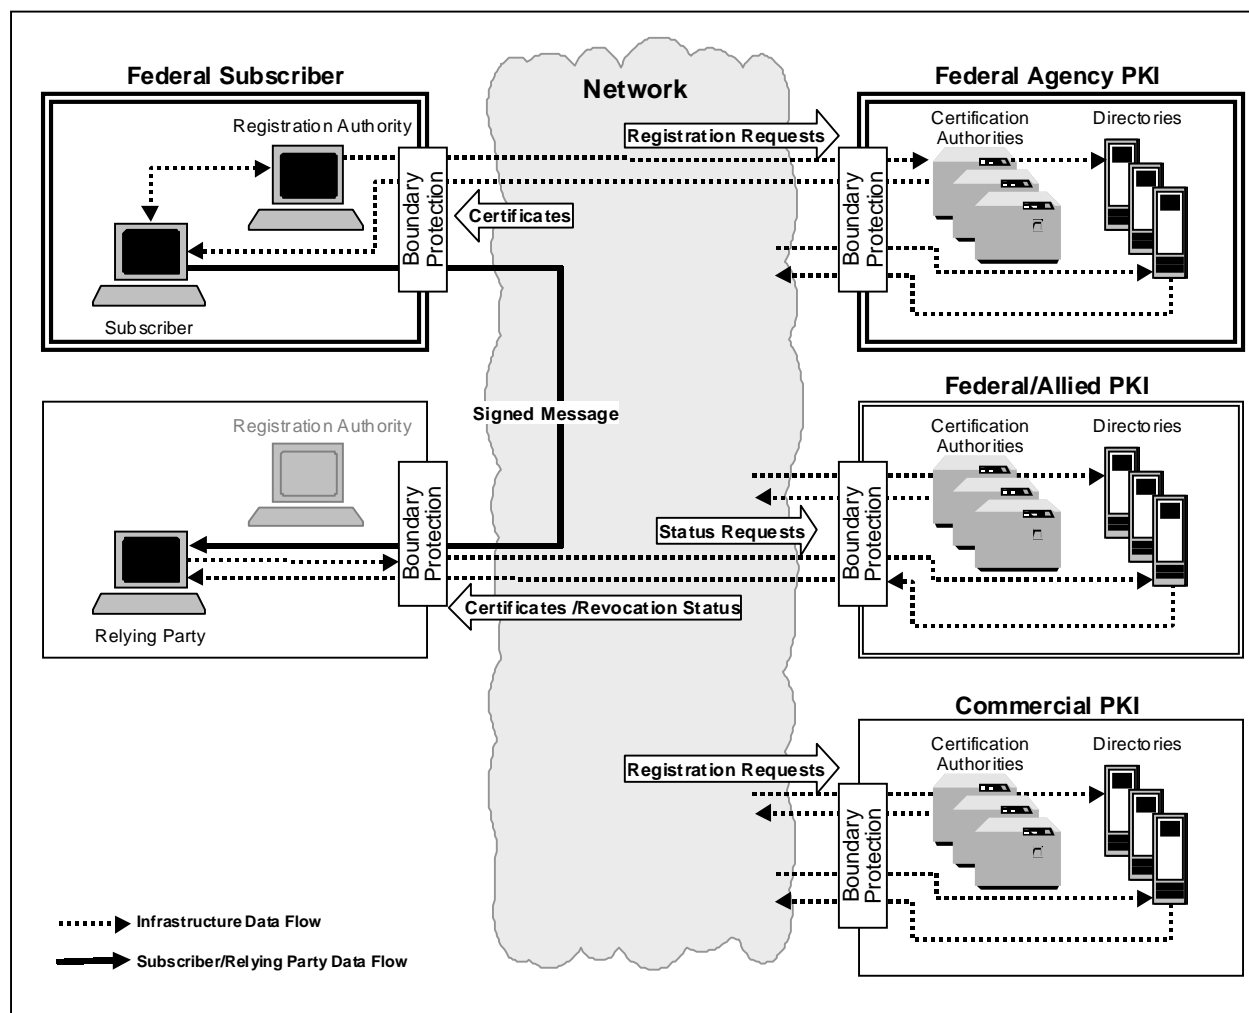 Federal Subscriber
Network
Federal Agency PKI
Registration Authority
Registration Requests
Certification
Authorities
Directories
Boundary
Protection
Boundary
Protection
Certificates
Subscriber
Federal/Allied PKI
Signed Message
Registration Authority
Certification
Authorities
Directories
Boundary
Protection
Status Requests
Boundary
Protection
Certificates /Revocation Status
Relying Party
Commercial PKI
Registration Requests
Certification
Authorities
Directories
Boundary
Protection
Infrastructure Data Flow
Subscriber/Relying Party Data Flow